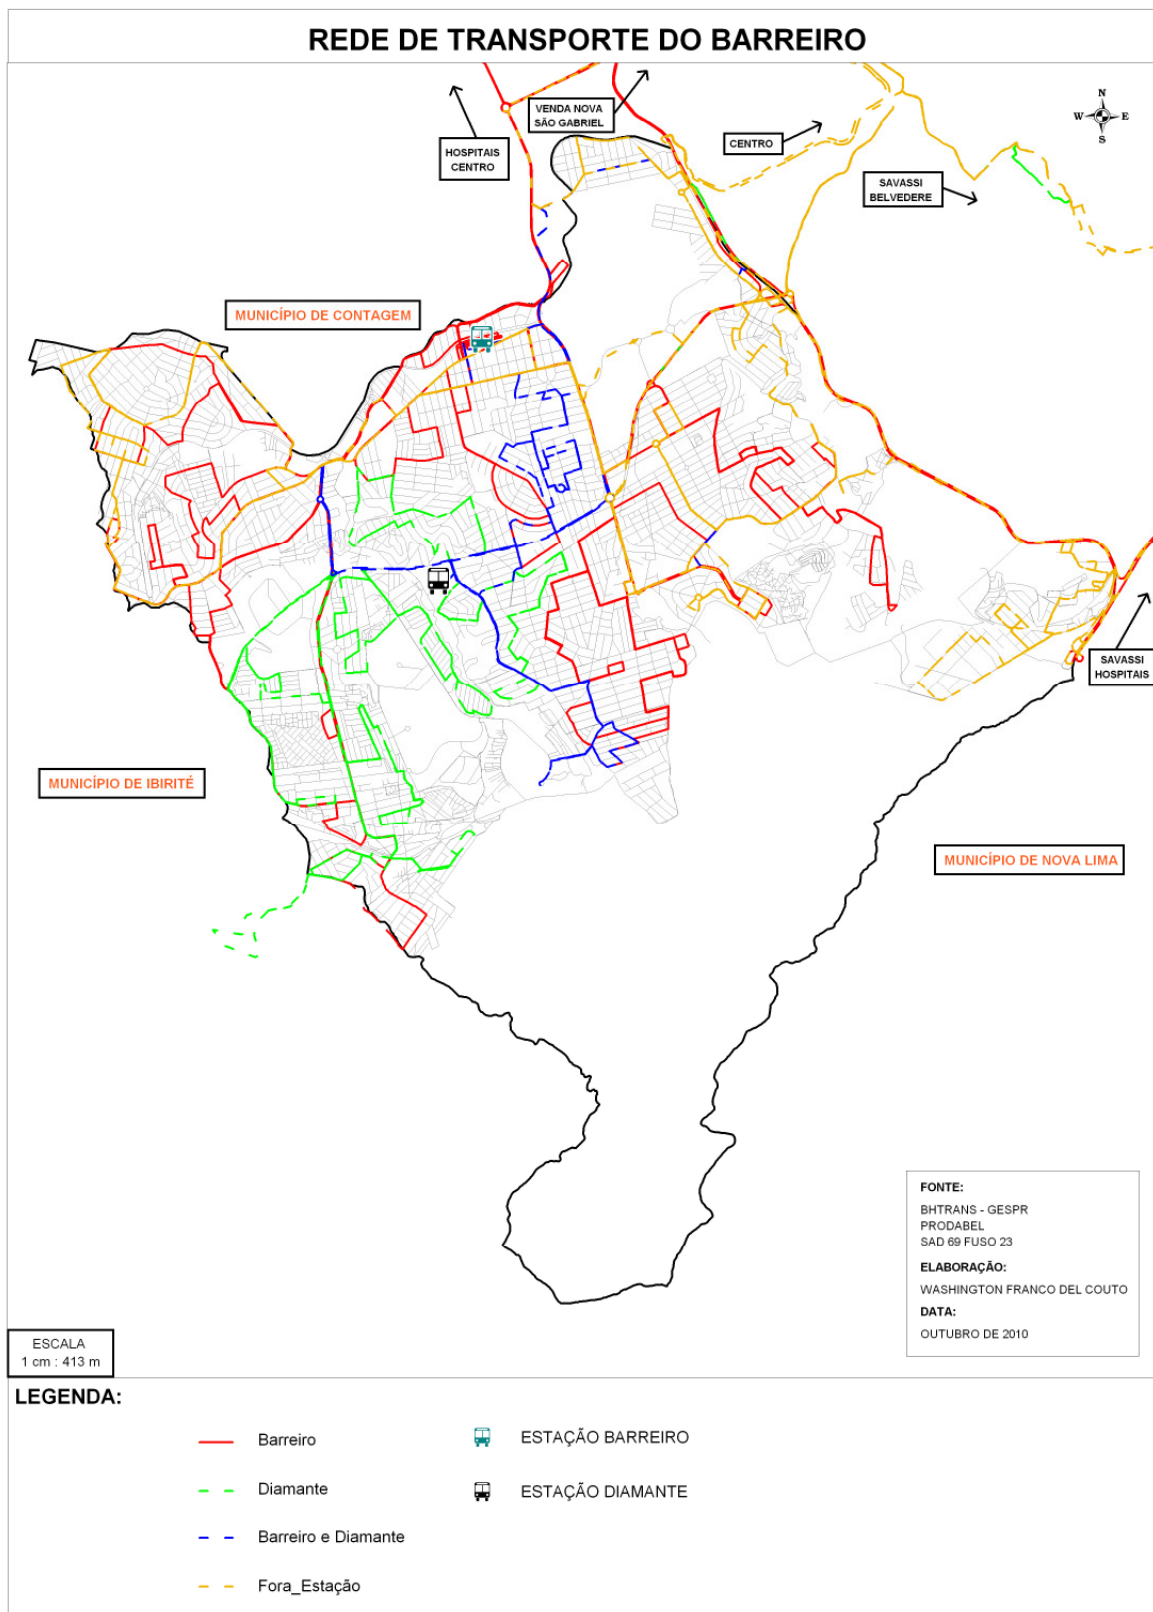 REDE DE TRANSPORTE DO BARREIRO
VENDA NOVA
SÃO GABRIEL
HOSPITAIS
CENTRO
CENTRO
SAVASSI
BELVEDERE
N
W
E
S
MUNICÍPIO DE CONTAGEM
SAVASSI
HOSPITAIS
MUNICÍPIO DE IBIRITÉ
MUNICÍPIO DE NOVA LIMA
FONTE:
BHTRANS - GESPR
PRODABEL
SAD 69 FUSO 23
ELABORAÇÃO:
WASHINGTON FRANCO DEL COUTO
DATA:
OUTUBRO DE 2010
ESCALA
1 cm : 413 m
LEGENDA:
Barreiro
ESTAÇÃO BARREIRO
Diamante
ESTAÇÃO DIAMANTE
Barreiro e Diamante
Fora_Estação